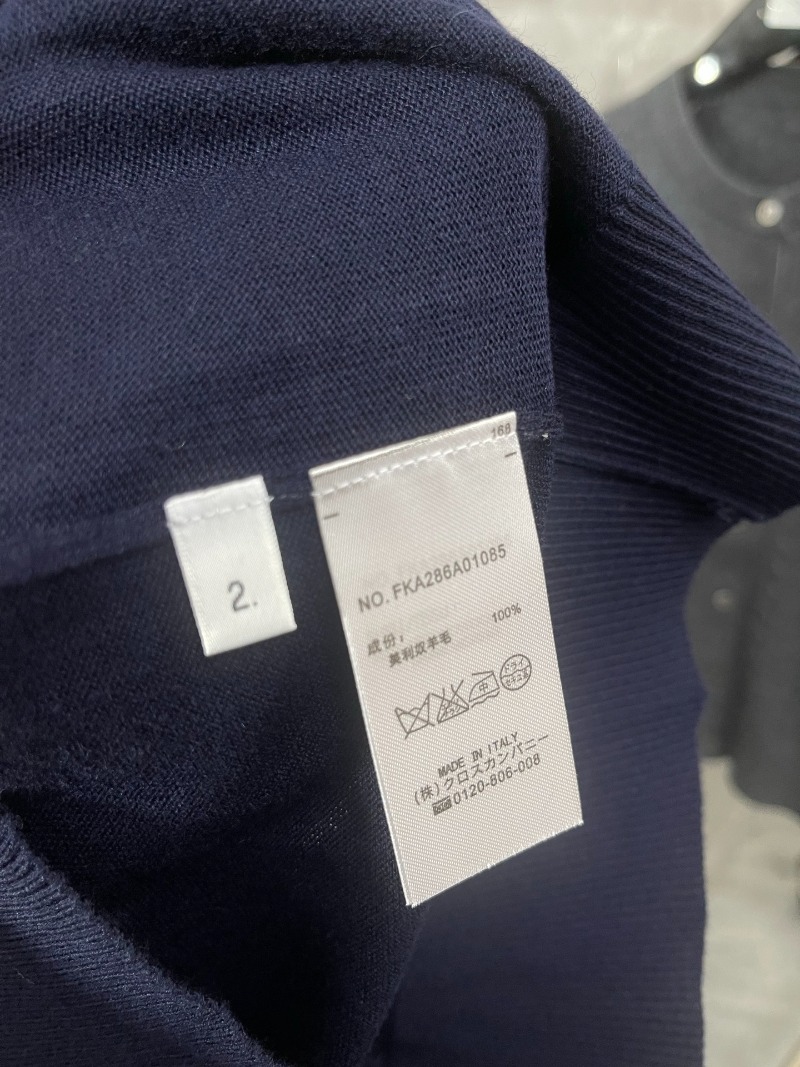 168
2.
NO. FKA286A01085
成份：
美利奴羊毛 100%
中
ドライ
MADE IN ITALY
(株)クロスカンパニー
0120-806-008